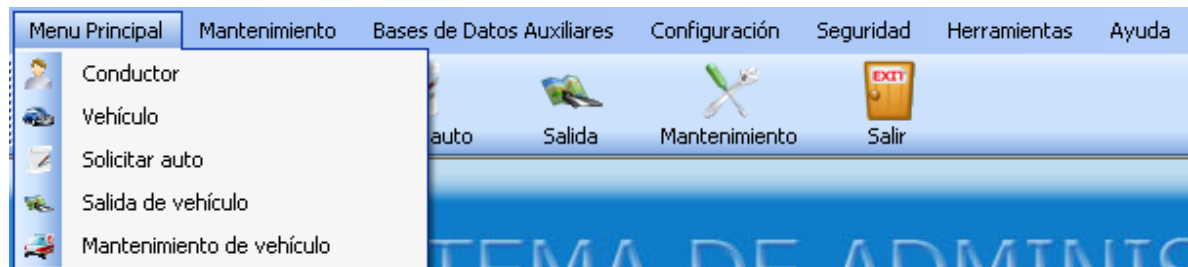 Menu Principal Mantenimiento Bases de Datos Auxiliares Configuración Seguridad Herramientas Ayuda
Conductor
Vehículo
Solicitar auto
Salida de vehículo
Mantenimiento de vehículo
auto Salida Mantenimiento EXIT Salir
DE